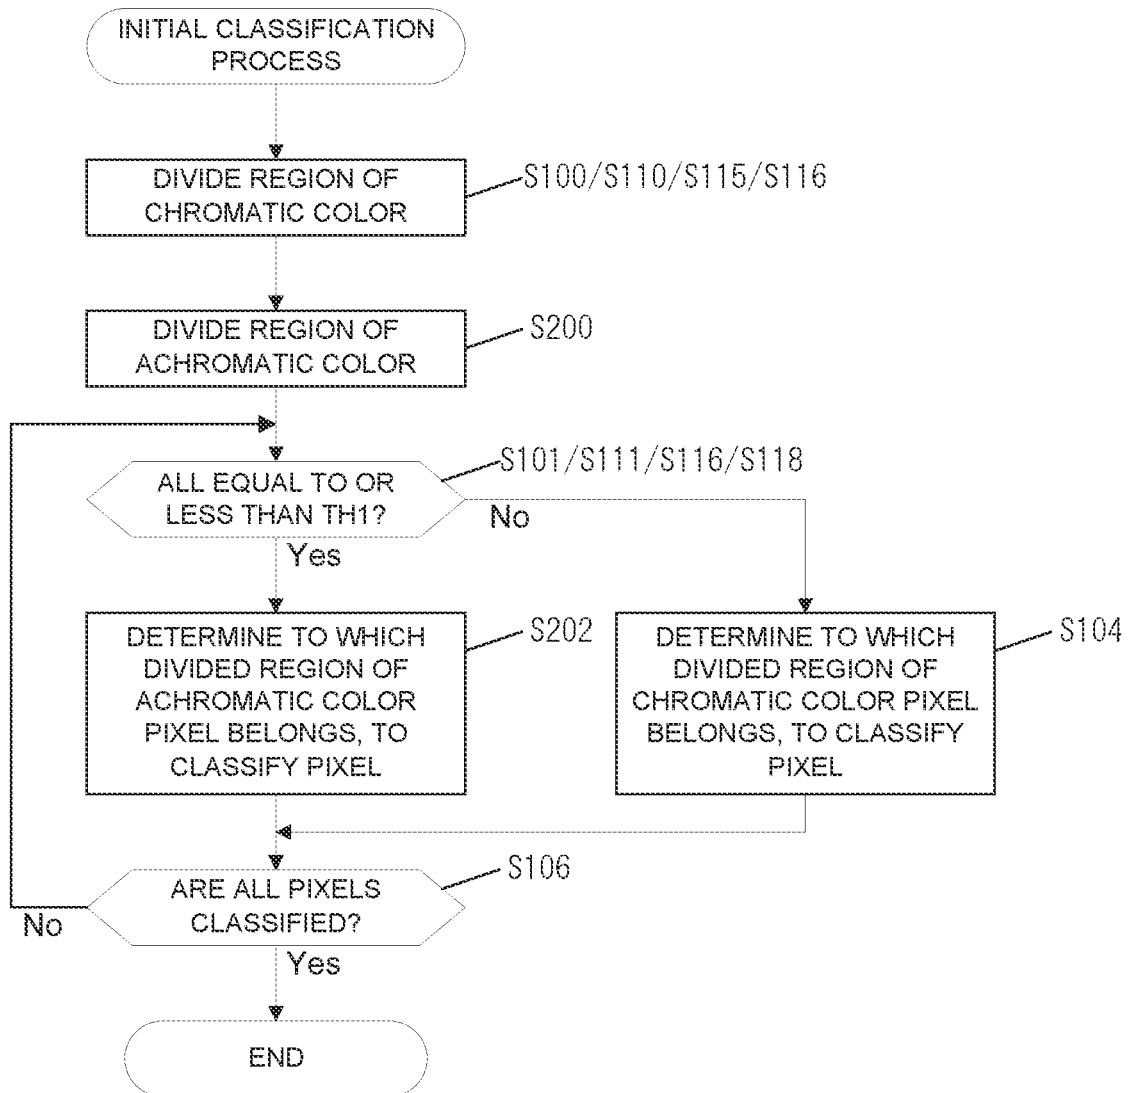 INITIAL CLASSIFICATION
PROCESS
DIVIDE REGION OF
CHROMATIC COLOR
S100/S110/S115/S116
DIVIDE REGION OF
ACHROMATIC COLOR
S200
ALL EQUAL TO OR
LESS THAN TH1?
S101/S111/S116/S118
No
Yes
DETERMINE TO WHICH
DIVIDED REGION OF
ACHROMATIC COLOR
PIXEL BELONGS, TO
CLASSIFY PIXEL
S202
DETERMINE TO WHICH
DIVIDED REGION OF
CHROMATIC COLOR PIXEL
BELONGS, TO CLASSIFY
PIXEL
S104
ARE ALL PIXELS
CLASSIFIED?
S106
No
Yes
END